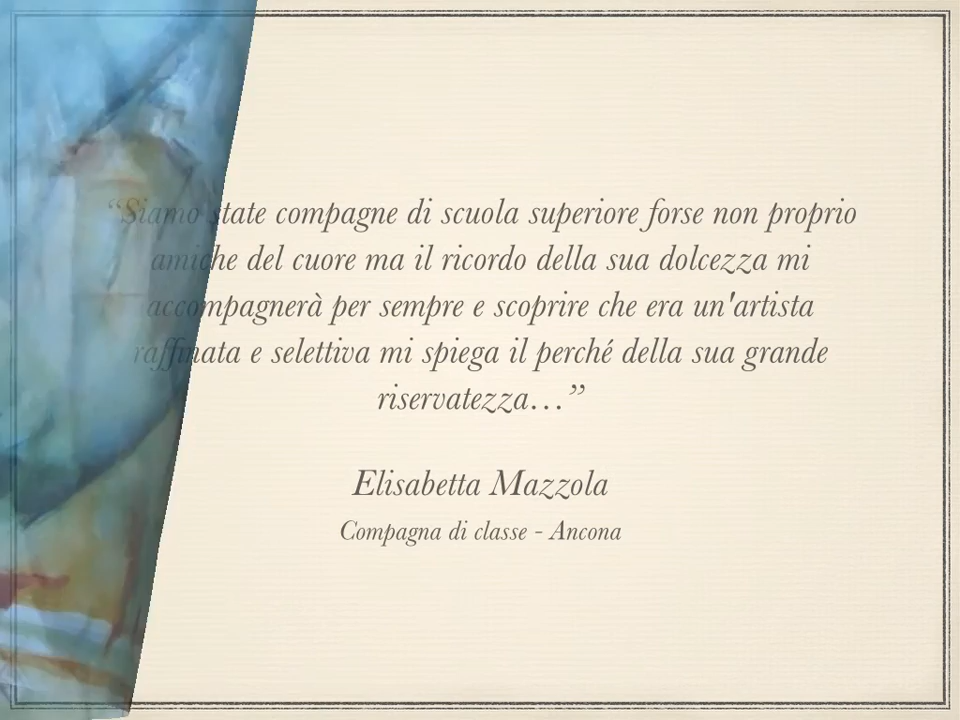 “Siamo state compagne di scuola superiore forse non proprio
amiche del cuore ma il ricordo della sua dolcezza mi
accompagnerà per sempre e scoprire che era un'artista
raffinata e selettiva mi spiega il perché della sua grande
riservatezza…”
Elisabetta Mazzola
Compagna di classe - Ancona